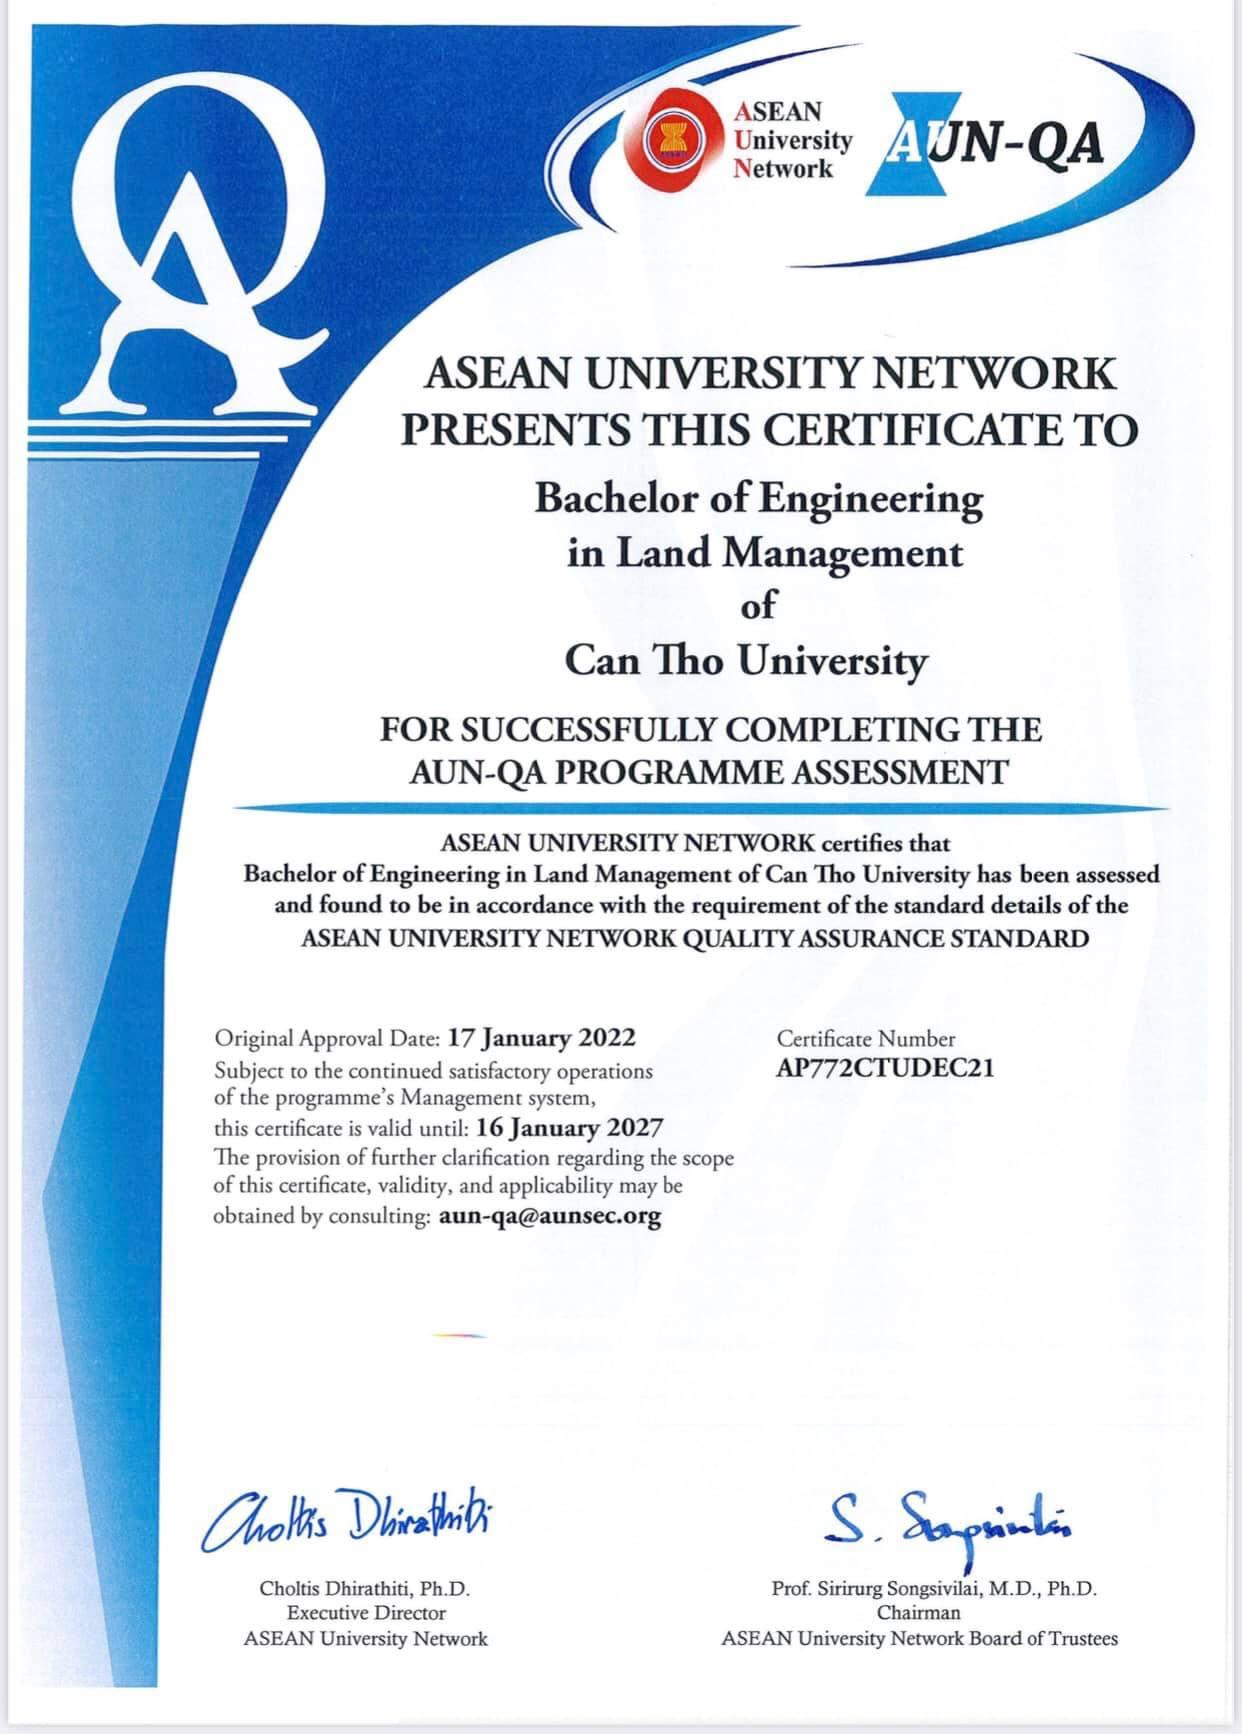 ASEAN
University
Network
AUN-QA
QA
ASEAN UNIVERSITY NETWORK
PRESENTS THIS CERTIFICATE TO
Bachelor of Engineering
in Land Management
of
Can Tho University
FOR SUCCESSFULLY COMPLETING THE
AUN-QA PROGRAMME ASSESSMENT
ASEAN UNIVERSITY NETWORK certifies that
Bachelor of Engineering in Land Management of Can Tho University has been assessed
and found to be in accordance with the requirement of the standard details of the
ASEAN UNIVERSITY NETWORK QUALITY ASSURANCE STANDARD
Original Approval Date: 17 January 2022
Subject to the continued satisfactory operations
of the programme's Management system,
this certificate is valid until: 16 January 2027
The provision of further clarification regarding the scope
of this certificate, validity, and applicability may be
obtained by consulting: aun-qa@aunsec.org
Certificate Number
AP772CTUDEC21
Choltis Dhirathiti
Choltis Dhirathiti, Ph.D.
Executive Director
ASEAN University Network
S.
Prof. Sirirurg Songsivilai, M.D., Ph.D.
Chairman
ASEAN University Network Board of Trustees